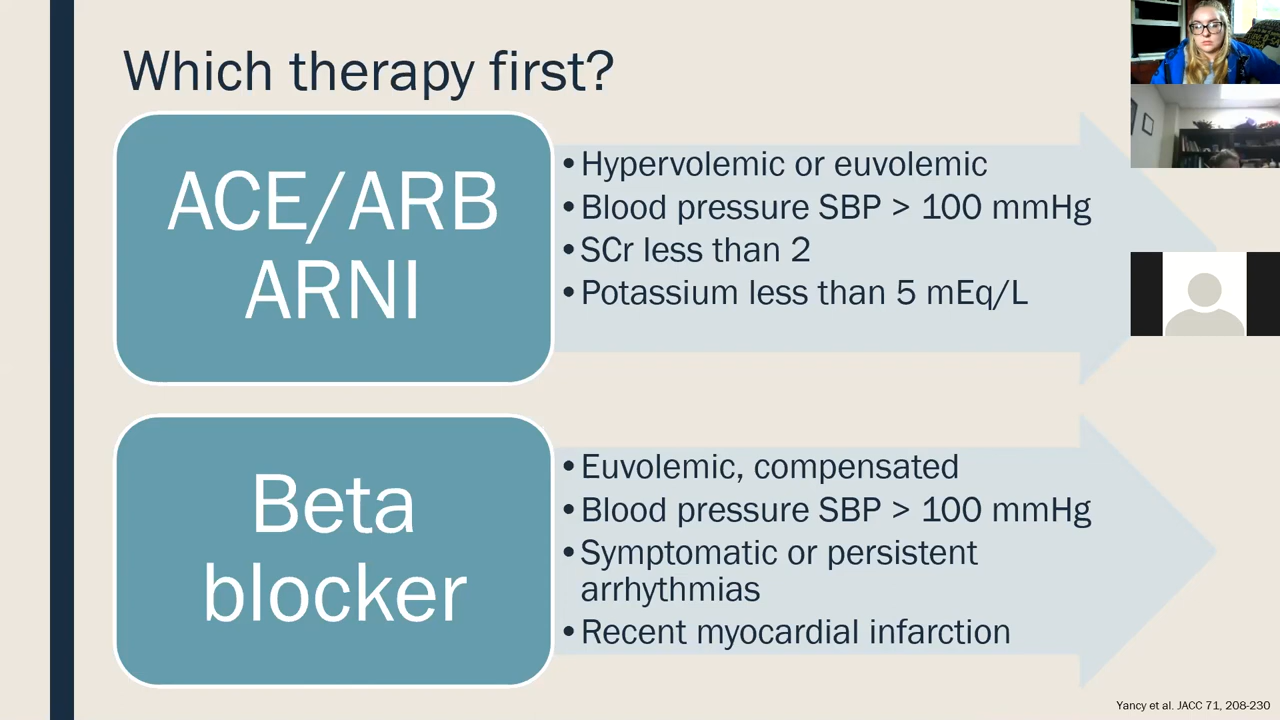 Which therapy first?
ACE/ARB
ARNI
•Hypervolemic or euvolemic
•Blood pressure SBP > 100 mmHg
•SCr less than 2
•Potassium less than 5 mEq/L
Beta
blocker
•Euvolemic, compensated
•Blood pressure SBP > 100 mmHg
•Symptomatic or persistent
arrhythmias
•Recent myocardial infarction
Yancy et al. JACC 71, 208-230